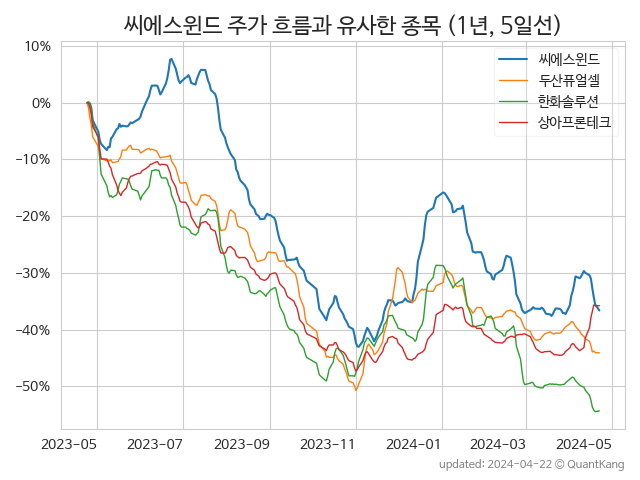 씨에스윈드 주가 흐름과 유사한 종목 (1년, 5일선)
10%
0%
−10%
−20%
−30%
−40%
−50%
씨에스윈드
두산퓨얼셀
한화솔루션
상아프론테크
2023-05
2023-07
2023-09
2023-11
2024-01
2024-03
2024-05
updated: 2024-04-22 © QuantKang